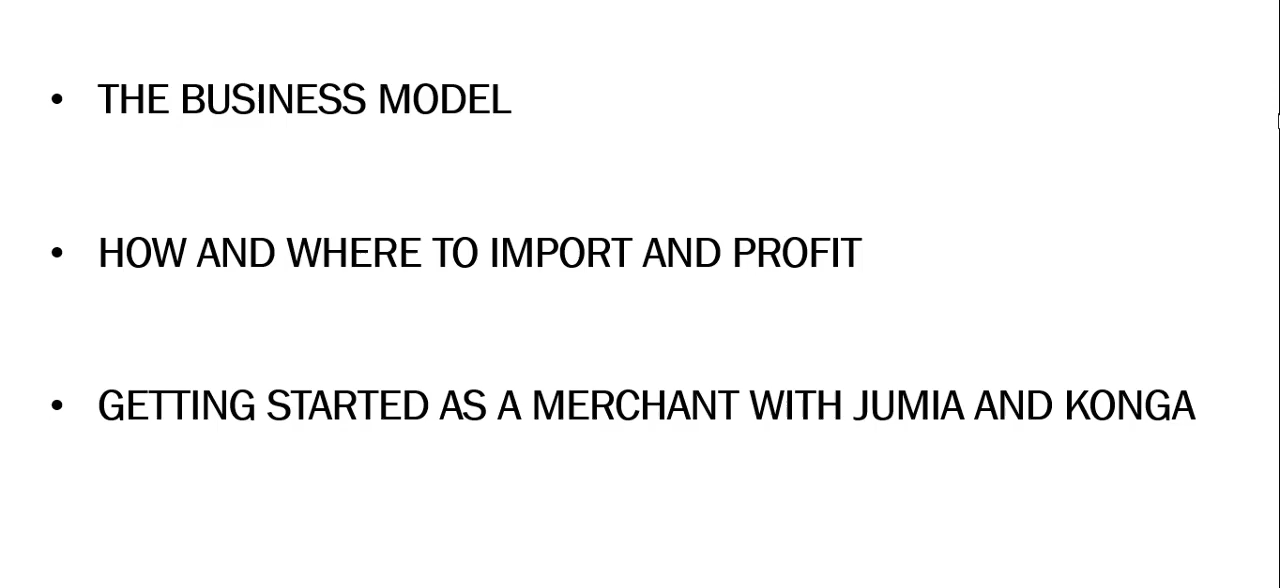 • THE BUSINESS MODEL
• HOW AND WHERE TO IMPORT AND PROFIT
• GETTING STARTED AS A MERCHANT WITH JUMIA AND KONGA